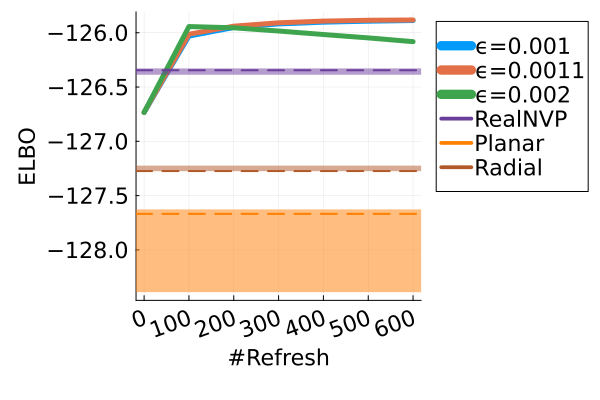 ELBO
−126.0
−126.5
−127.0
−127.5
−128.0
0 100 200 300 400 500 600
#Refresh
ϵ=0.001
ϵ=0.0011
ϵ=0.002
RealNVP
Planar
Radial